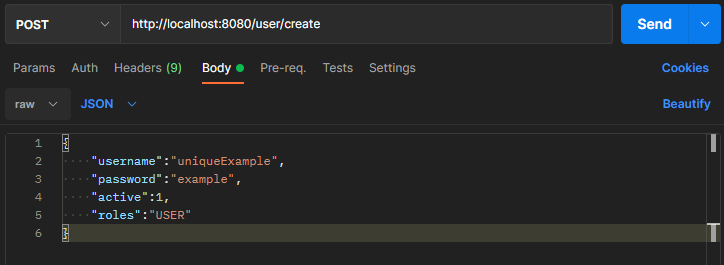 POST http://localhost:8080/user/create Send
Params Auth Headers (9) Body Pre-req. Tests Settings Cookies
raw JSON Beautify
1 {
2 "username":"uniqueExample",
3 "password":"example",
4 "active":1,
5 "roles":"USER"
6 }